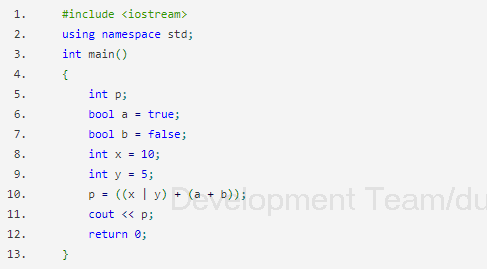 1. #include <iostream>
2. using namespace std;
3. int main()
4. {
5. int p;
6. bool a = true;
7. bool b = false;
8. int x = 10;
9. int y = 5;
10. p = ((x | y) + (a + b));
11. cout << p;
12. return 0;
13. }
Development Team/du